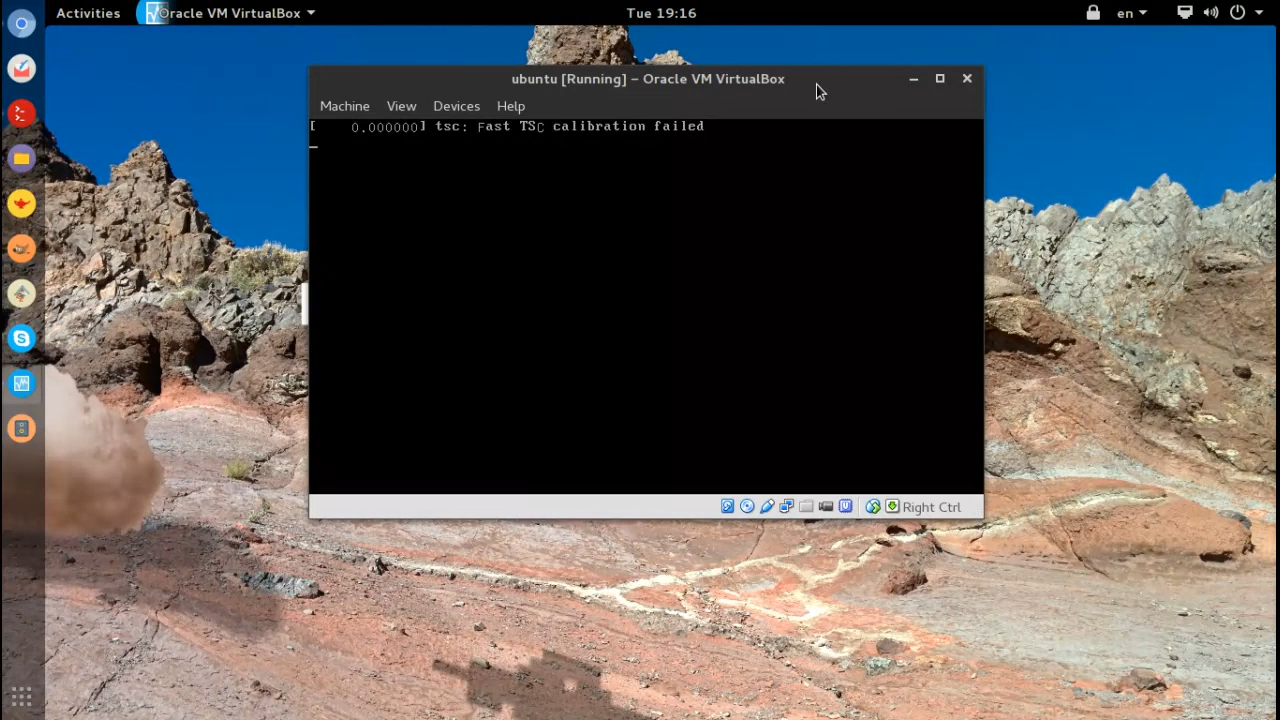 Activities
Oracle VM VirtualBox
Tue 19:16
en
ubuntu [Running] – Oracle VM VirtualBox
Machine View Devices Help
[ 0.000000] tsc: Fast TSC calibration failed
Right Ctrl